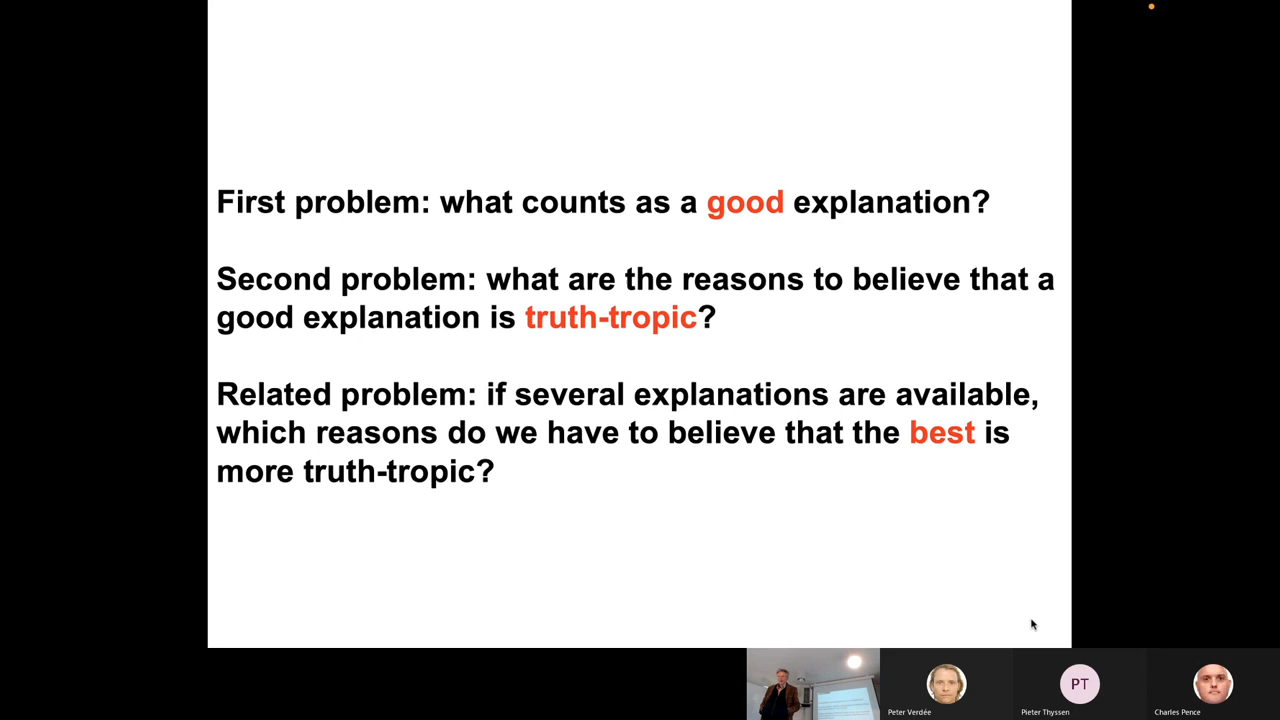 First problem: what counts as a good explanation?
Second problem: what are the reasons to believe that a
good explanation is truth-tropic?
Related problem: if several explanations are available,
which reasons do we have to believe that the best is
more truth-tropic?
PT
Peter Verdée
Pieter Thyssen
Charles Pence